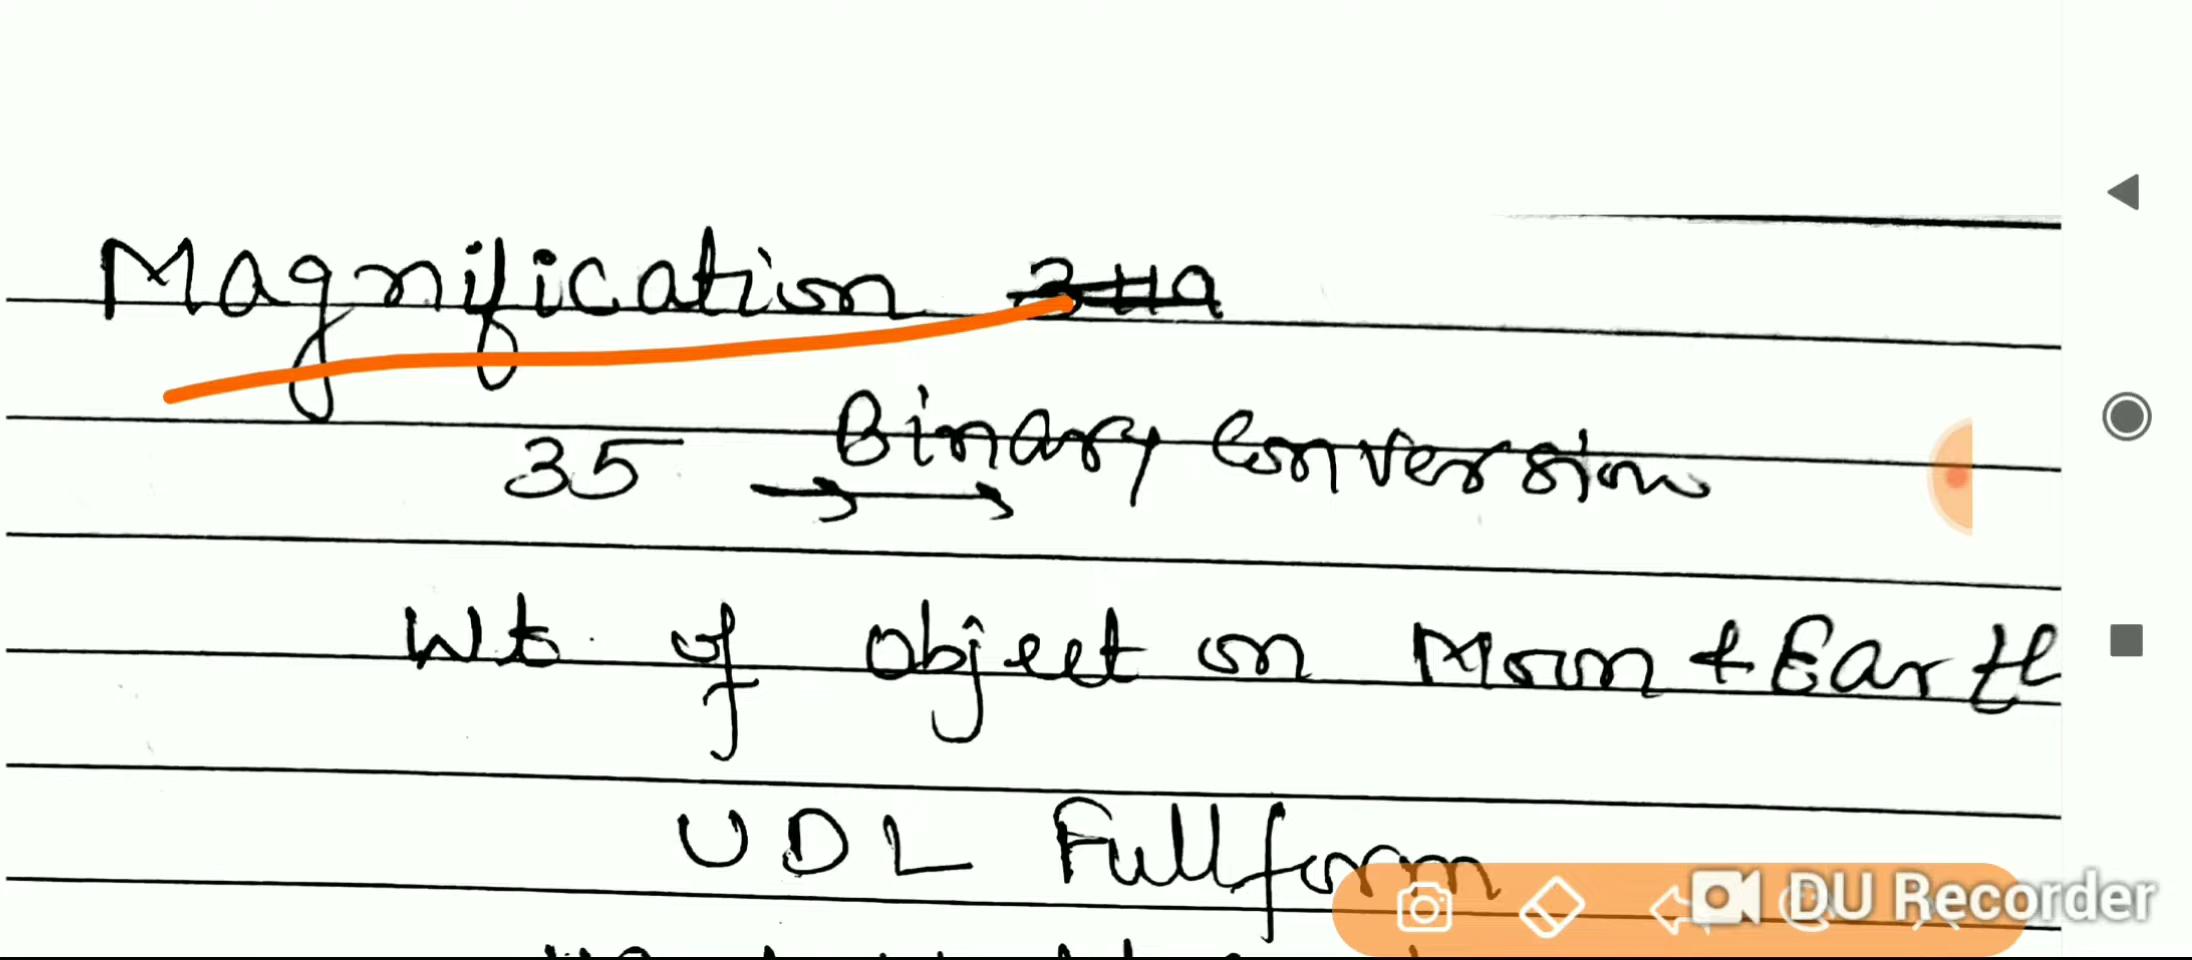 Magnification
35 → Binary Conversion
Wt. of object on Moon & Earth
UDL Fullform
DU Recorder